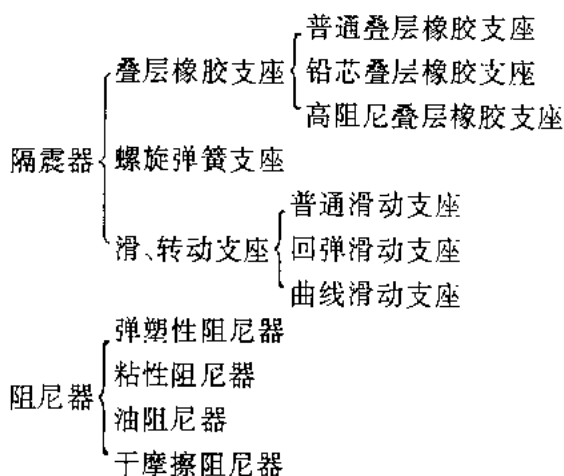 普通叠层橡胶支座
叠层橡胶支座
铅芯叠层橡胶支座
高阻尼叠层橡胶支座
隔震器
螺旋弹簧支座
普通滑动支座
滑、转动支座
回弹滑动支座
曲线滑动支座
弹塑性阻尼器
粘性阻尼器
阻尼器
油阻尼器
于摩擦阻尼器